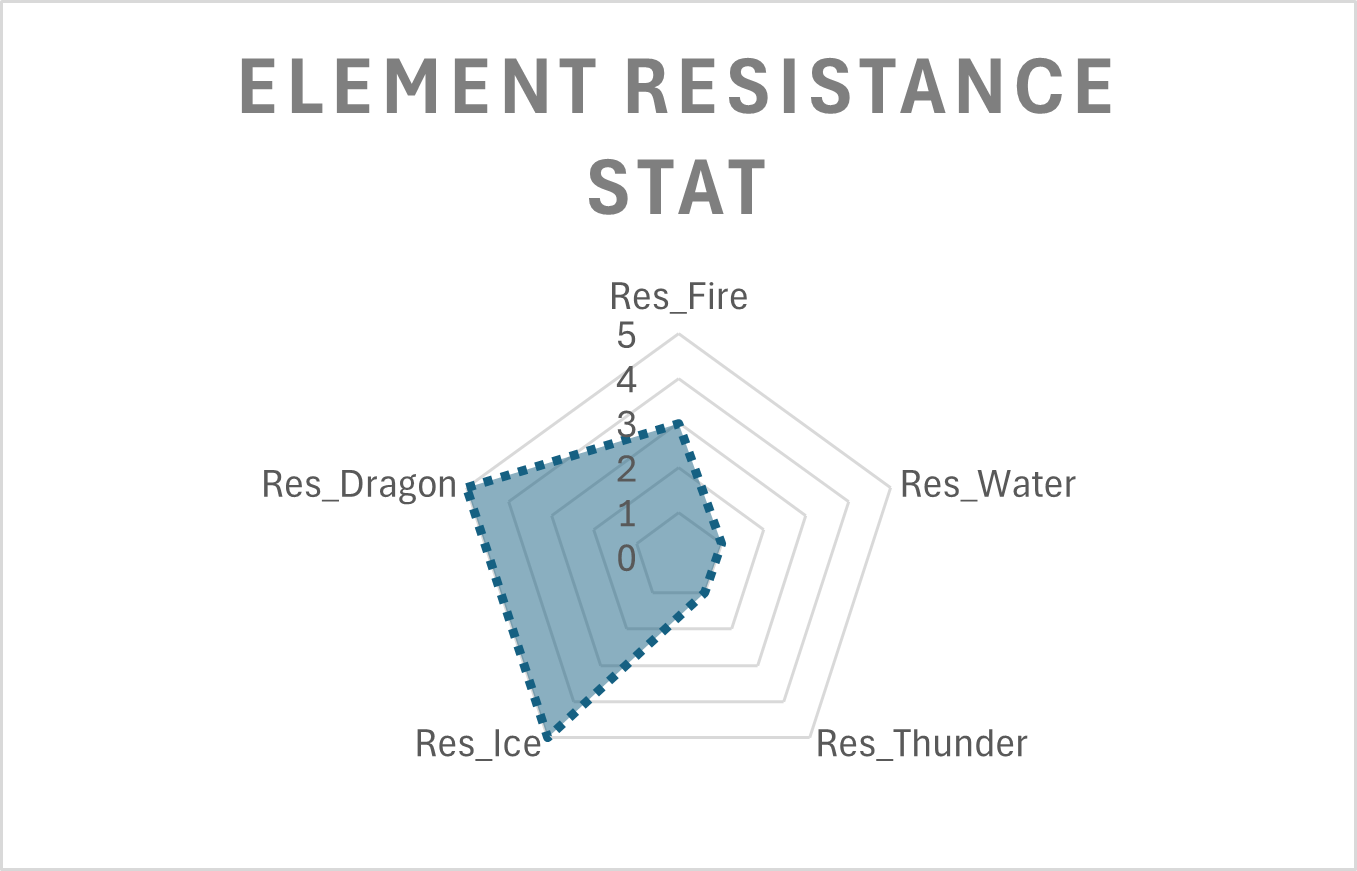 ELEMENT RESISTANCE
STAT
Res_Fire
5
4
3
2
1
0
Res_Dragon
Res_Water
Res_Ice
Res_Thunder